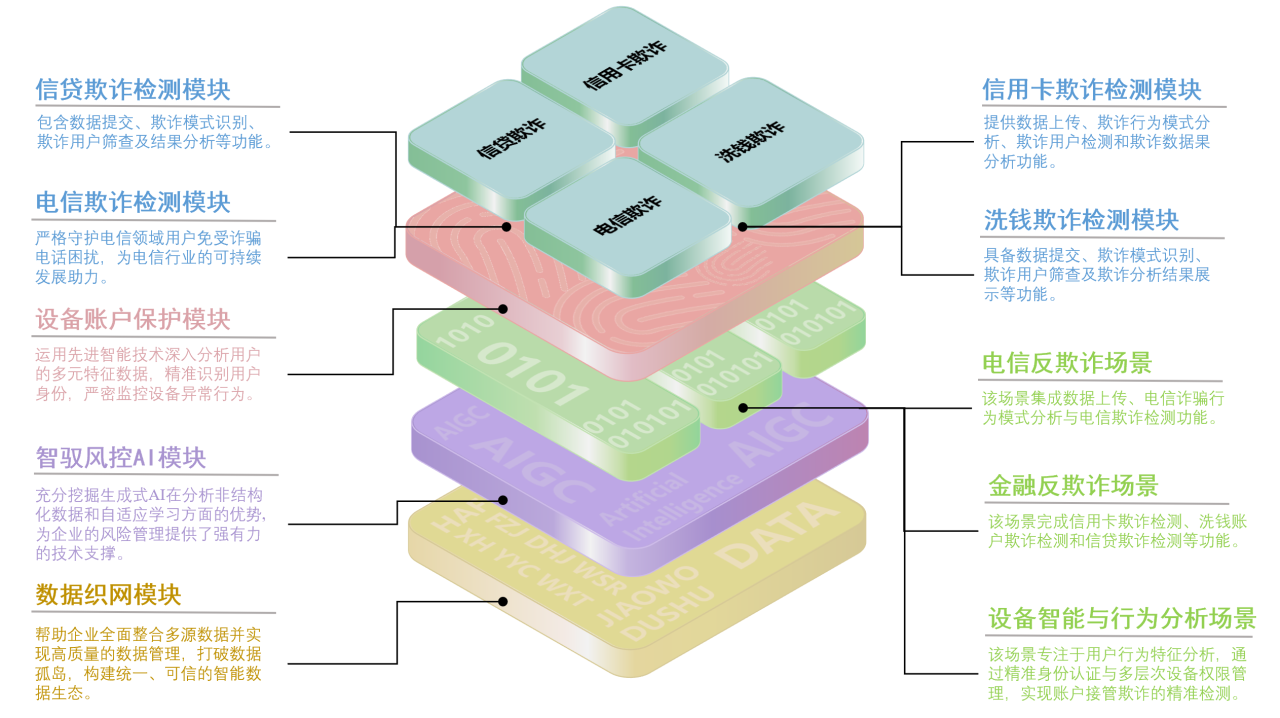 信贷欺诈检测模块
包含数据提交、欺诈模式识别、
欺诈用户筛查及结果分析等功能。
电信欺诈检测模块
严格守护电信领域用户免受诈骗
电话困扰，为电信行业的可持续
发展助力。
设备账户保护模块
运用先进智能技术深入分析用户
的多元特征数据，精准识别用户
身份，严密监控设备异常行为。
智驭风控AI模块
充分挖掘生成式AI在分析非结构
化数据和自适应学习方面的优势，
为企业的风险管理提供了强有力
的技术支撑。
数据织网模块
帮助企业全面整合多源数据并实
现高质量的数据管理，打破数据
孤岛，构建统一、可信的智能数
据生态。
信用卡欺诈
信贷欺诈
洗钱欺诈
电信欺诈
1010
0101
0101
010101
0101
010101
0101
010101
AIGC
AIGC
AIGC
Artificial
Intelligence
FZJ DHJ WSR
XH YYC WXT
DATA
JIAOWO
DUSHU
信用卡欺诈检测模块
提供数据上传、欺诈行为模式分
析、欺诈用户检测和欺诈数据果
分析功能。
洗钱欺诈检测模块
具备数据提交、欺诈模式识别、
欺诈用户筛查及欺诈分析结果展
示等功能。
电信反欺诈场景
该场景集成数据上传、电信诈骗行
为模式分析与电信欺诈检测功能。
金融反欺诈场景
该场景完成信用卡欺诈检测、洗钱账
户欺诈检测和信贷欺诈检测等功能。
设备智能与行为分析场景
该场景专注于用户行为特征分析，通
过精准身份认证与多层次设备权限管
理，实现账户接管欺诈的精准检测。